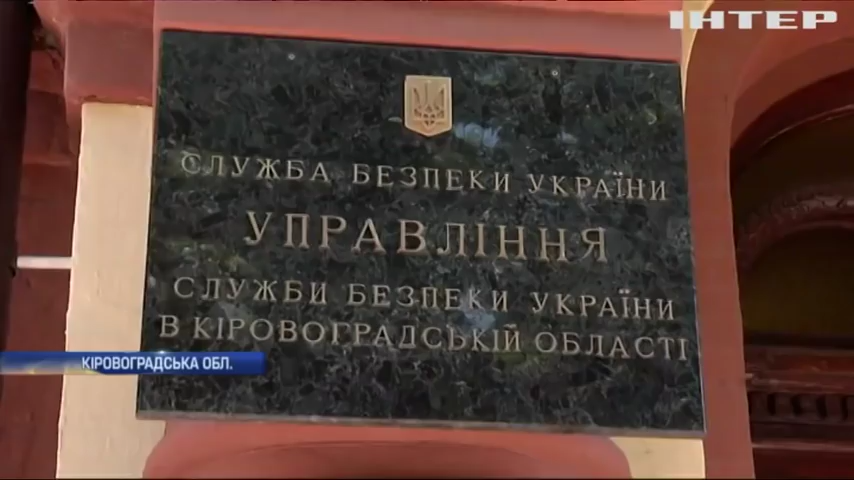 ІНТЕР
СЛУЖБА БЕЗПЕКИ УКРАЇНИ
УПРАВЛІННЯ
СЛУЖБИ БЕЗПЕКИ УКРАЇНИ
В КІРОВОГРАДСЬКІЙ ОБЛАСТІ
КІРОВОГРАДСЬКА ОБЛ.